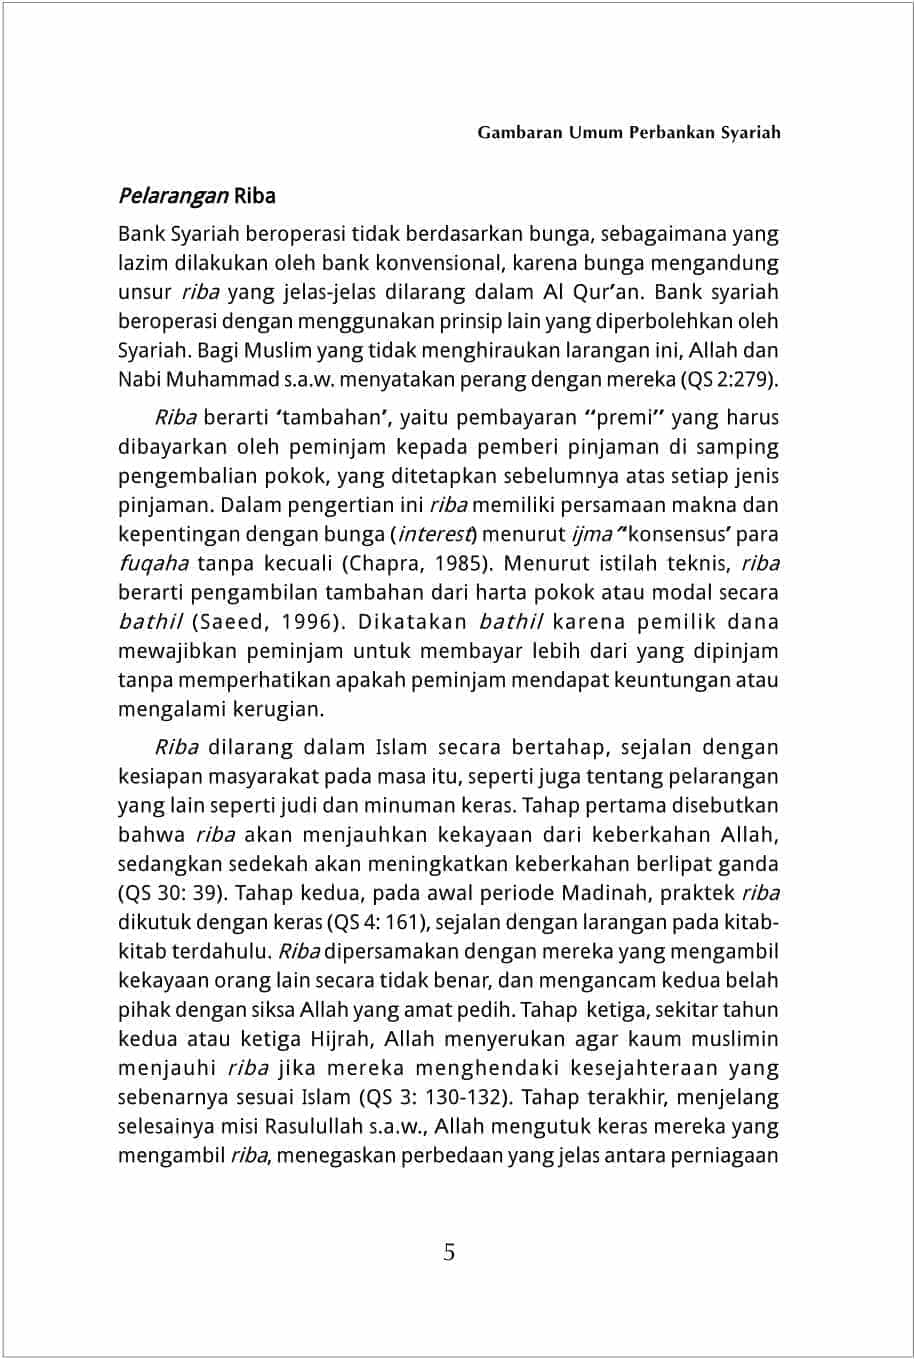 Gambaran Umum Perbankan Syariah
Pelarangan Riba
Bank Syariah beroperasi tidak berdasarkan bunga, sebagaimana yang
lazim dilakukan oleh bank konvensional, karena bunga mengandung
unsur riba yang jelas-jelas dilarang dalam Al Qur’an. Bank syariah
beroperasi dengan menggunakan prinsip lain yang diperbolehkan oleh
Syariah. Bagi Muslim yang tidak menghiraukan larangan ini, Allah dan
Nabi Muhammad s.a.w. menyatakan perang dengan mereka (QS 2:279).
Riba berarti ‘tambahan’, yaitu pembayaran “premi” yang harus
dibayarkan oleh peminjam kepada pemberi pinjaman di samping
pengembalian pokok, yang ditetapkan sebelumnya atas setiap jenis
pinjaman. Dalam pengertian ini riba memiliki persamaan makna dan
kepentingan dengan bunga (interest) menurut ijma’‘konsensus’ para
fuqaha tanpa kecuali (Chapra, 1985). Menurut istilah teknis, riba
berarti pengambilan tambahan dari harta pokok atau modal secara
bathil (Saeed, 1996). Dikatakan bathil karena pemilik dana
mewajibkan peminjam untuk membayar lebih dari yang dipinjam
tanpa memperhatikan apakah peminjam mendapat keuntungan atau
mengalami kerugian.
Riba dilarang dalam Islam secara bertahap, sejalan dengan
kesiapan masyarakat pada masa itu, seperti juga tentang pelarangan
yang lain seperti judi dan minuman keras. Tahap pertama disebutkan
bahwa riba akan menjauhkan kekayaan dari keberkahan Allah,
sedangkan sedekah akan meningkatkan keberkahan berlipat ganda
(QS 30: 39). Tahap kedua, pada awal periode Madinah, praktek riba
dikutuk dengan keras (QS 4: 161), sejalan dengan larangan pada kitab-
kitab terdahulu. Riba dipersamakan dengan mereka yang mengambil
kekayaan orang lain secara tidak benar, dan mengancam kedua belah
pihak dengan siksa Allah yang amat pedih. Tahap ketiga, sekitar tahun
kedua atau ketiga Hijrah, Allah menyerukan agar kaum muslimin
menjauhi riba jika mereka menghendaki kesejahteraan yang
sebenarnya sesuai Islam (QS 3: 130-132). Tahap terakhir, menjelang
selesainya misi Rasulullah s.a.w., Allah mengutuk keras mereka yang
mengambil riba, menegaskan perbedaan yang jelas antara perniagaan
5